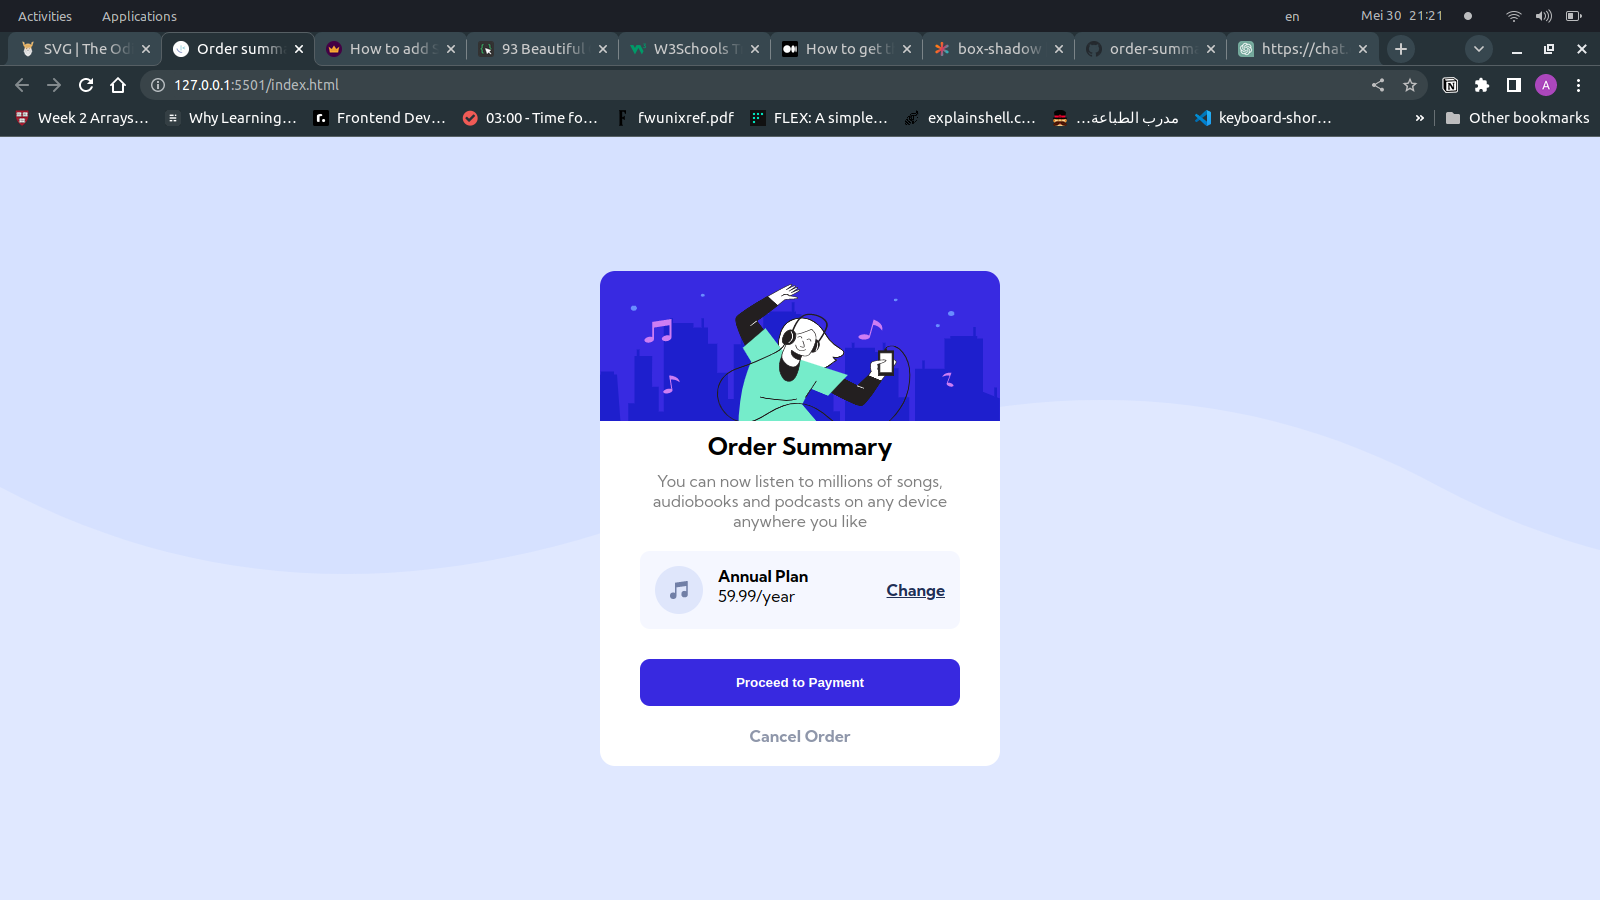 Activities Applications en Mei 30 21:21
SVG | The Od Order summ How to add S 93 Beautiful W3Schools T How to get t box-shadow order-summ https://chat.
127.0.0.1:5501/index.html A
Week 2 Arrays... Why Learning... Frontend Dev... 03:00 - Time fo... fwunixref.pdf FLEX: A simple... explainshell.c... مدرب الطباعة... keyboard-shor... » Other bookmarks
Order Summary
You can now listen to millions of songs,
audiobooks and podcasts on any device
anywhere you like
Annual Plan
59.99/year
Change
Proceed to Payment
Cancel Order